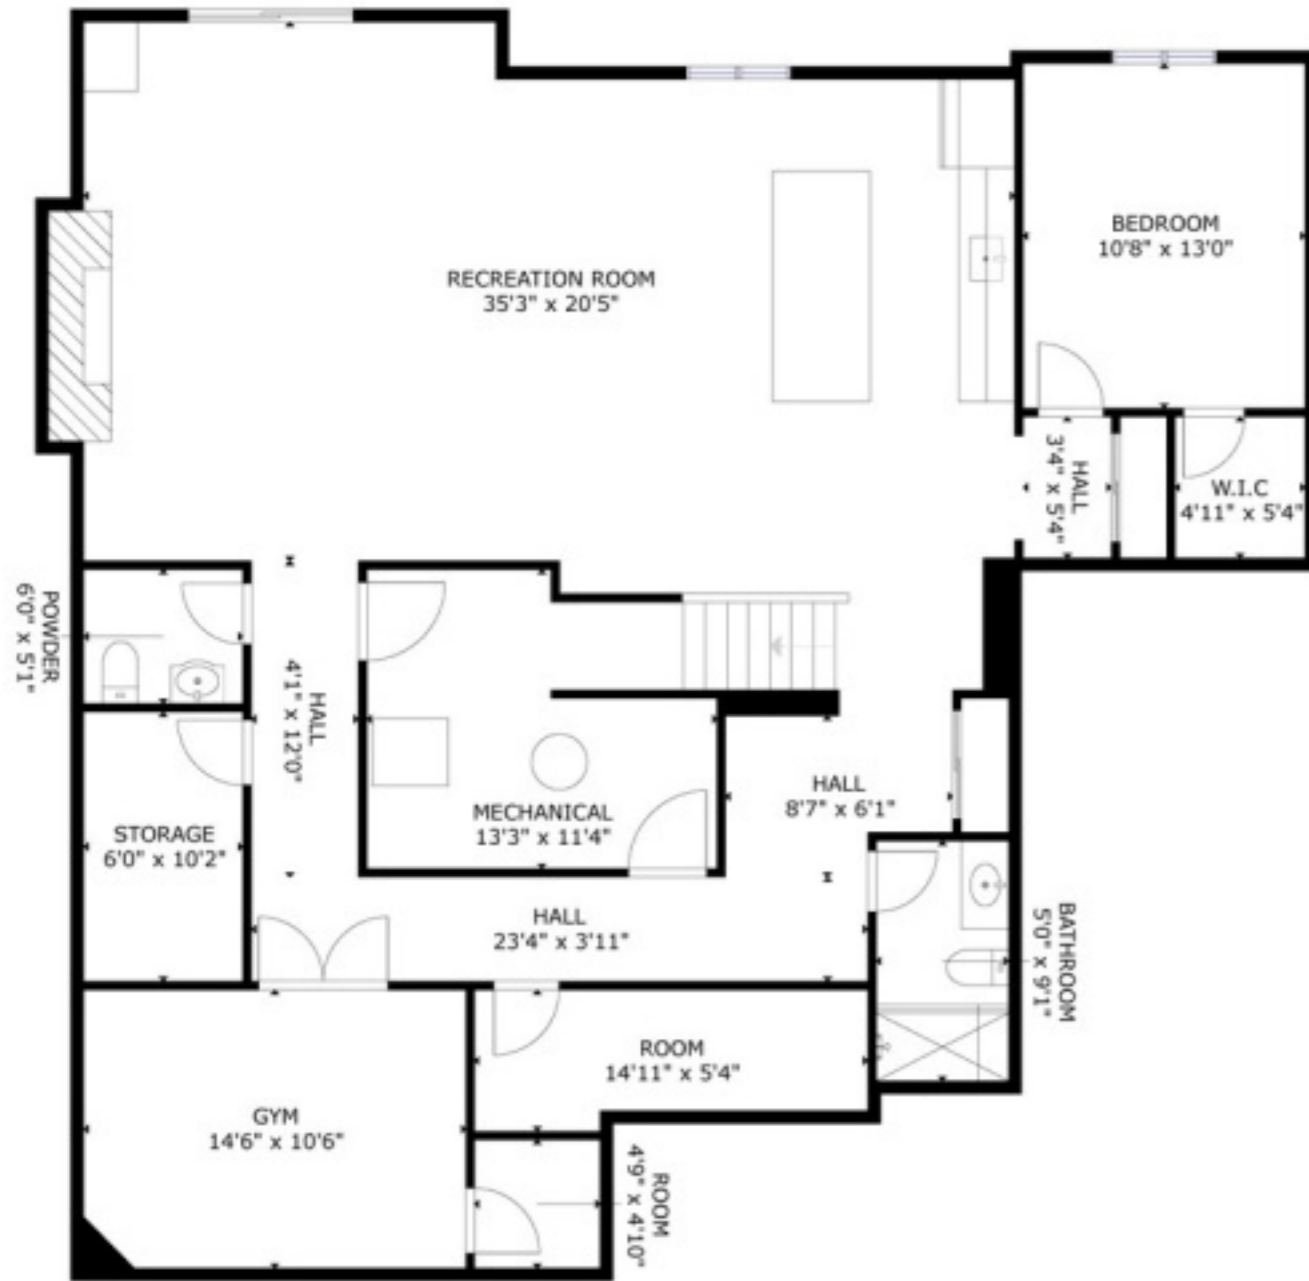 BEDROOM
10'8" x 13'0"
RECREATION ROOM
35'3" x 20'5"
HALL
3'4" x 5'4"
W.I.C
4'11" x 5'4"
POWDER
6'0" x 5'1"
HALL
4'1" x 12'0"
HALL
8'7" x 6'1"
MECHANICAL
13'3" x 11'4"
STORAGE
6'0" x 10'2"
HALL
23'4" x 3'11"
BATHROOM
5'0" x 9'1"
ROOM
14'11" x 5'4"
GYM
14'6" x 10'6"
ROOM
4'9" x 4'10"